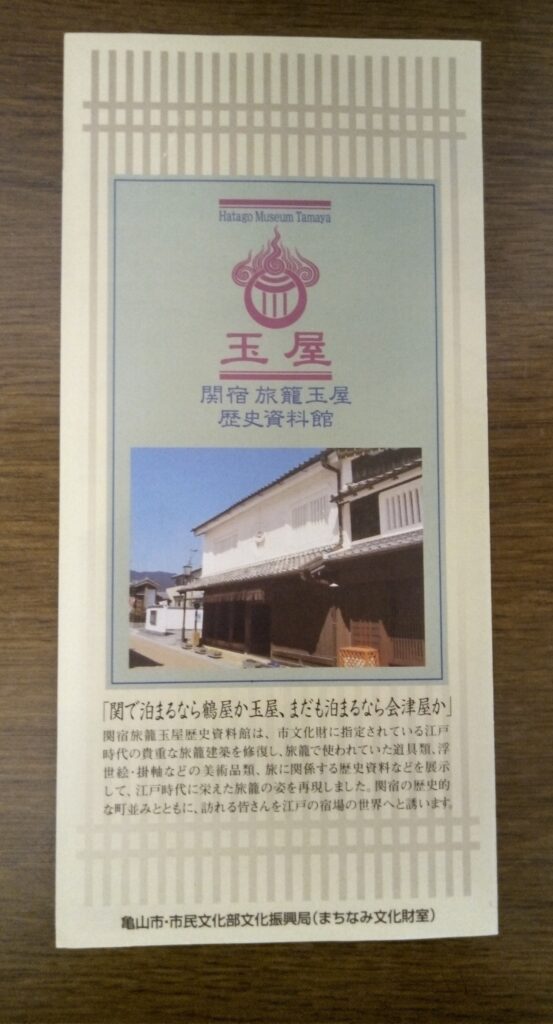 Hatago Museum Tamaya
玉屋
関宿 旅籠玉屋
歴史資料館
「関で泊まるなら鶴屋か玉屋、まだも泊まるなら会津屋か」
関宿旅籠玉屋歴史資料館は、市文化財に指定されている江戸
時代の貴重な旅籠建築を修復し、旅籠で使われていた道具類、浮
世絵・掛軸などの美術品類、旅に関係する歴史資料などを展示
して、江戸時代に栄えた旅籠の姿を再現しました。関宿の歴史的
な町並みとともに、訪れる皆さんを江戸の宿場の世界へと誘います。
亀山市・市民文化部文化振興局(まちなみ文化財室)